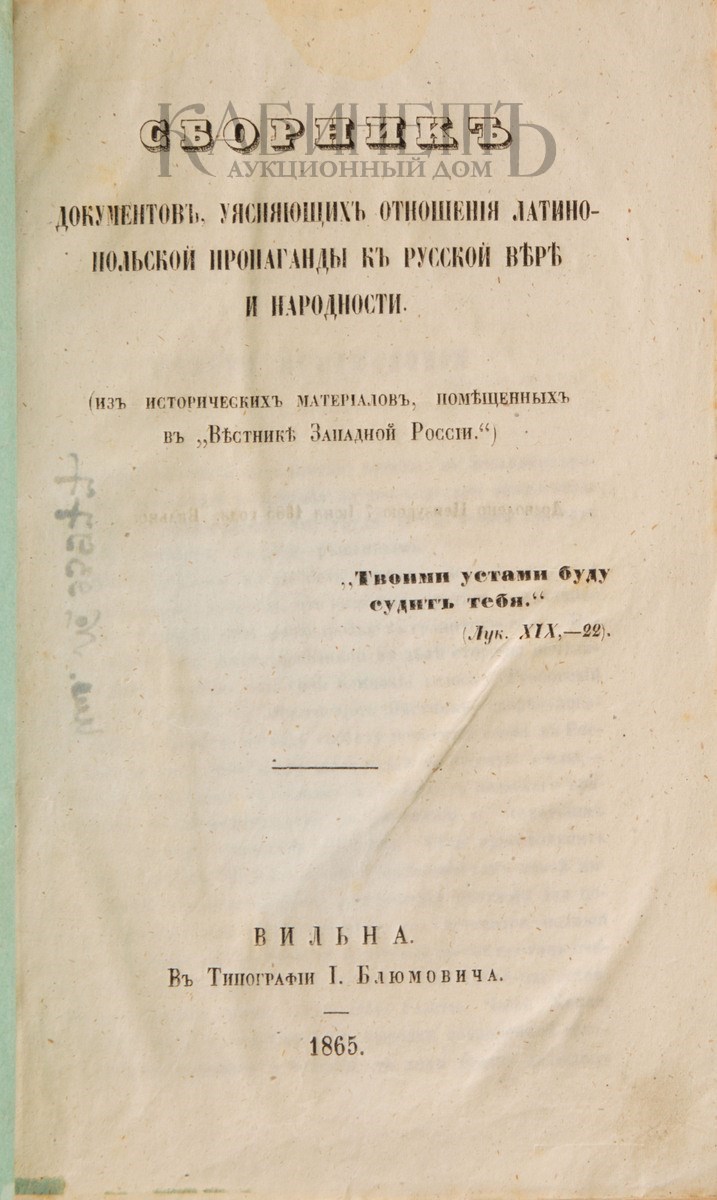 СБОРНИКЪ
КАБИНЕТЪ
АУКЦИОННЫЙ ДОМ
ДОКУМЕНТОВЪ, УЯСНЯЮЩИХЪ ОТНОШЕНІЯ ЛАТИНО-
ПОЛЬСКОЙ ПРОПАГАНДЫ КЪ РУССКОЙ ВѢРѢ
И НАРОДНОСТИ.
(ИЗЪ ИСТОРИЧЕСКИХЪ МАТЕРІАЛОВЪ, ПОМѢЩЕННЫХЪ
ВЪ „ВѢСТНИКѢ ЗАПАДНОЙ РОССІИ.“)
„Твоими устами буду
судить тебя.“
(Лук. XIX,—22).
ВИЛЬНА.
Въ Типографіи І. Блюмовича.
1865.